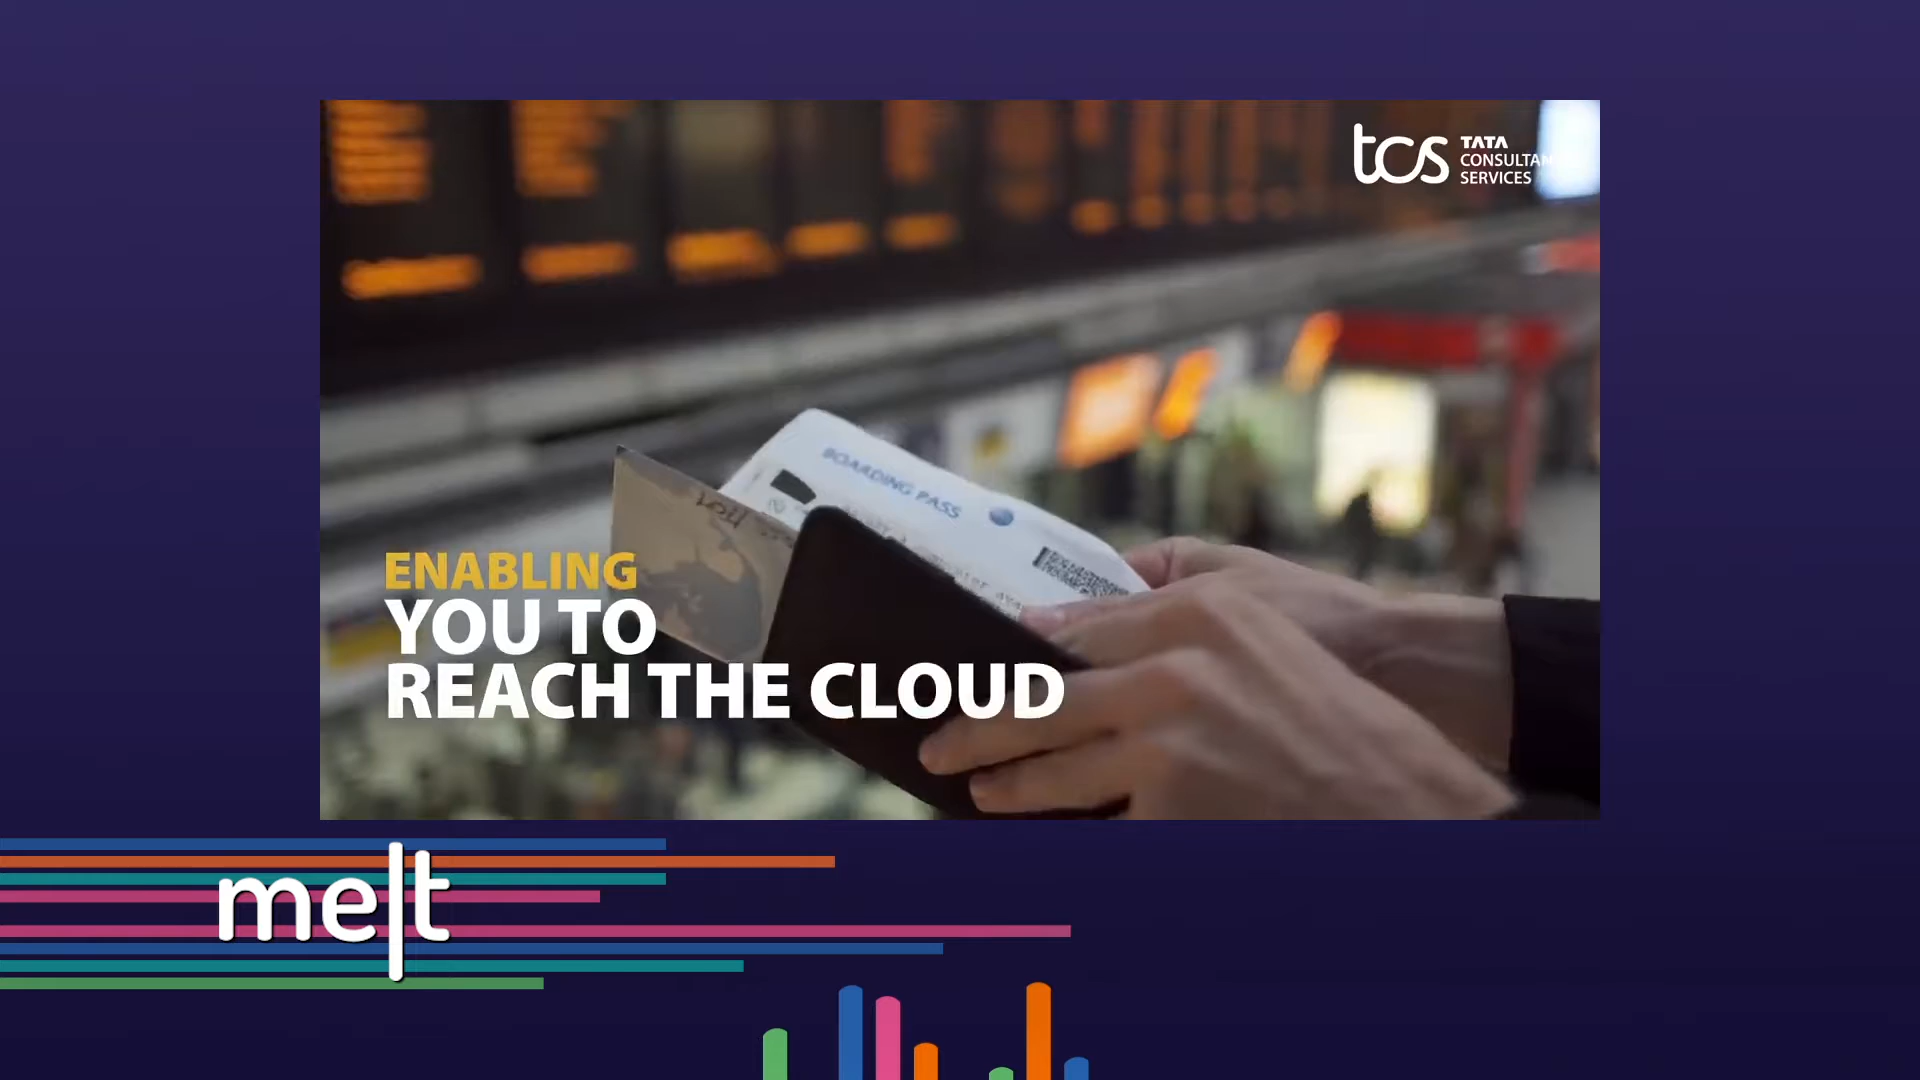 tcs
TATA
CONSULTAN
SERVICES
BOARDING PASS
ENABLING
YOU TO
REACH THE CLOUD
melt